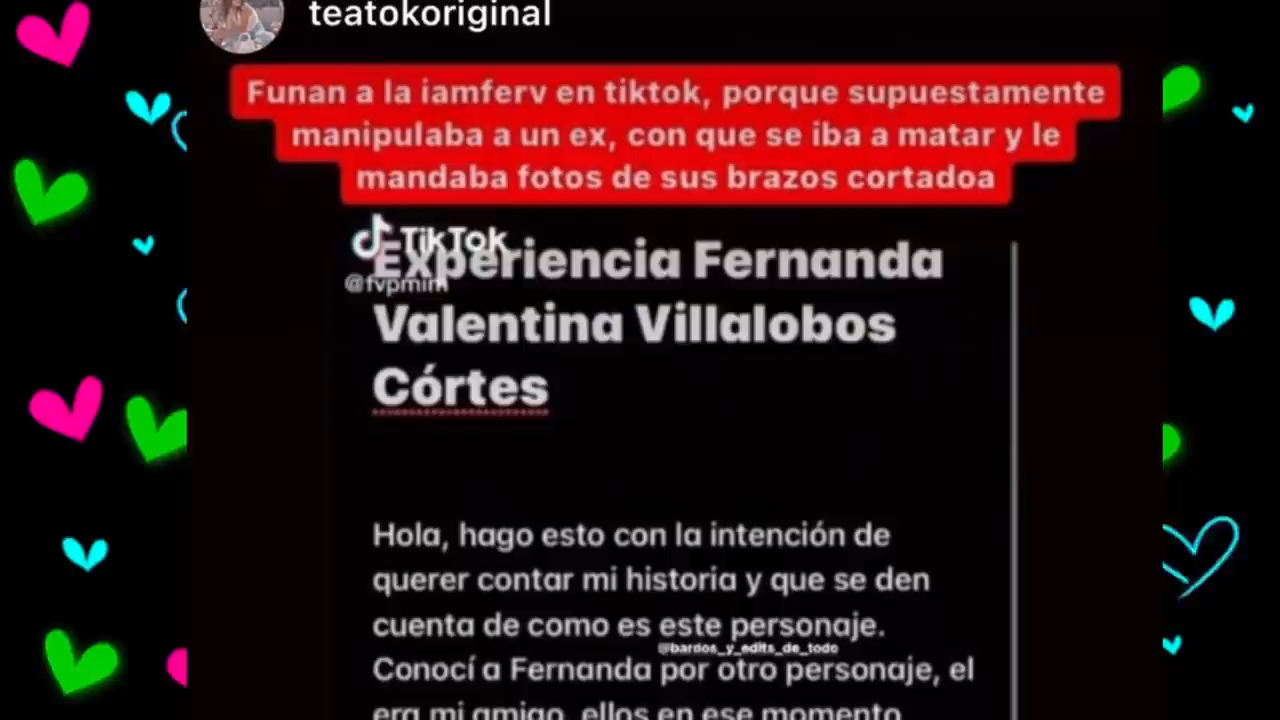 teatokoriginal
Funan a la iamferv en tiktok, porque supuestamente
manipulaba a un ex, con que se iba a matar y le
mandaba fotos de sus brazos cortadoa
TikTok
@fvpmim
Experiencia Fernanda
Valentina Villalobos
Córtes
Hola, hago esto con la intención de
querer contar mi historia y que se den
cuenta de como es este personaje.
@bardos_y_edits_de_todo
Conocí a Fernanda por otro personaje, el
era mi amigo, ellos en ese momento